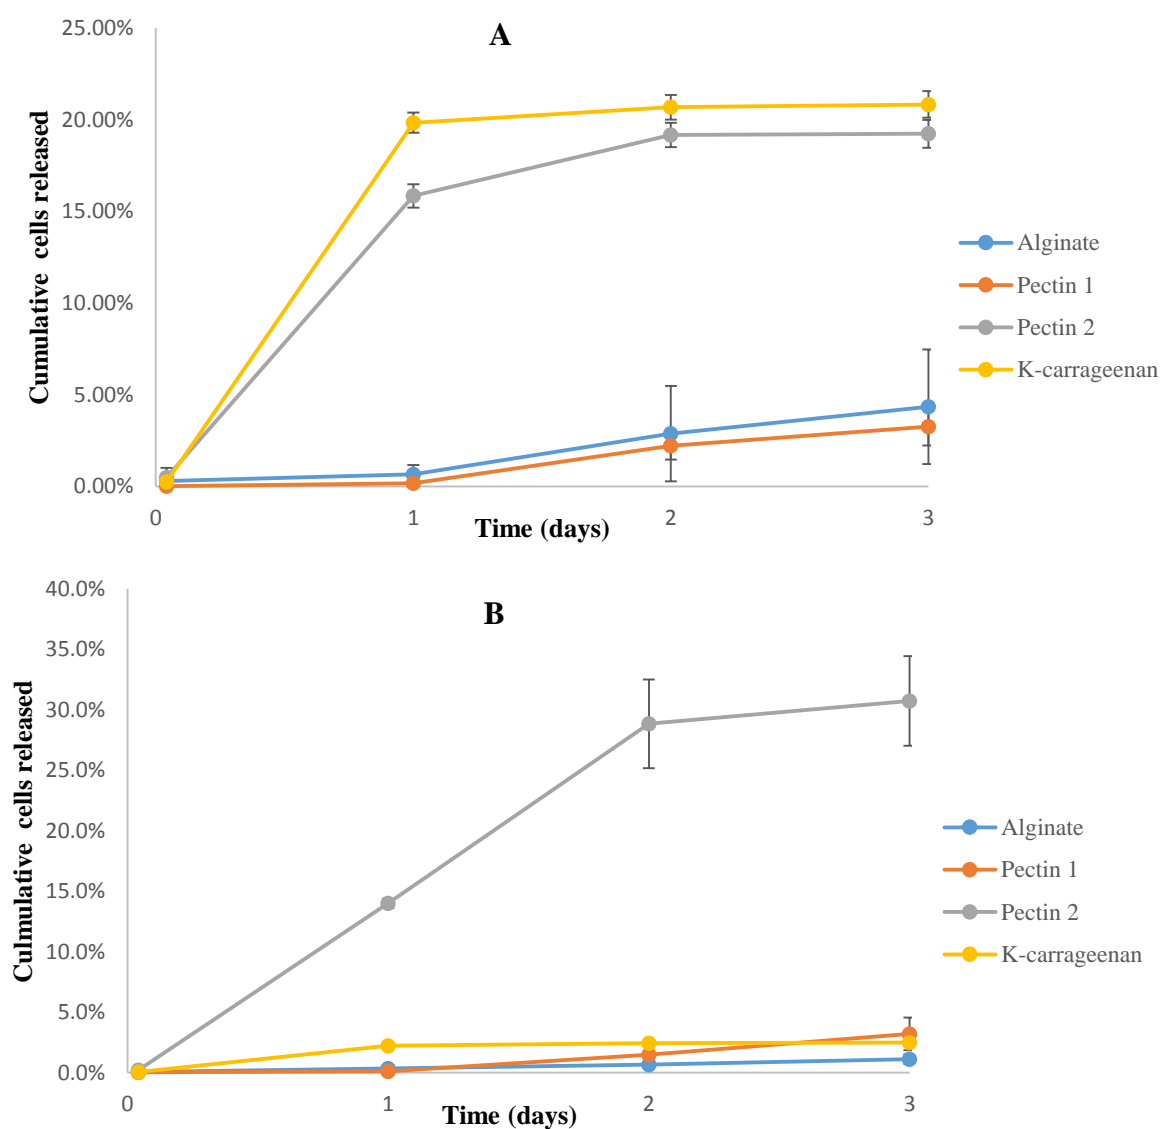 A
25.00%
20.00%
15.00%
10.00%
5.00%
0.00%
Cumulative cells released
0 1 2 3
Time (days)
Alginate
Pectin 1
Pectin 2
K-carrageenan
B
40.0%
35.0%
30.0%
25.0%
20.0%
15.0%
10.0%
5.0%
0.0%
Culmulative cells released
0 1 2 3
Time (days)
Alginate
Pectin 1
Pectin 2
K-carrageenan